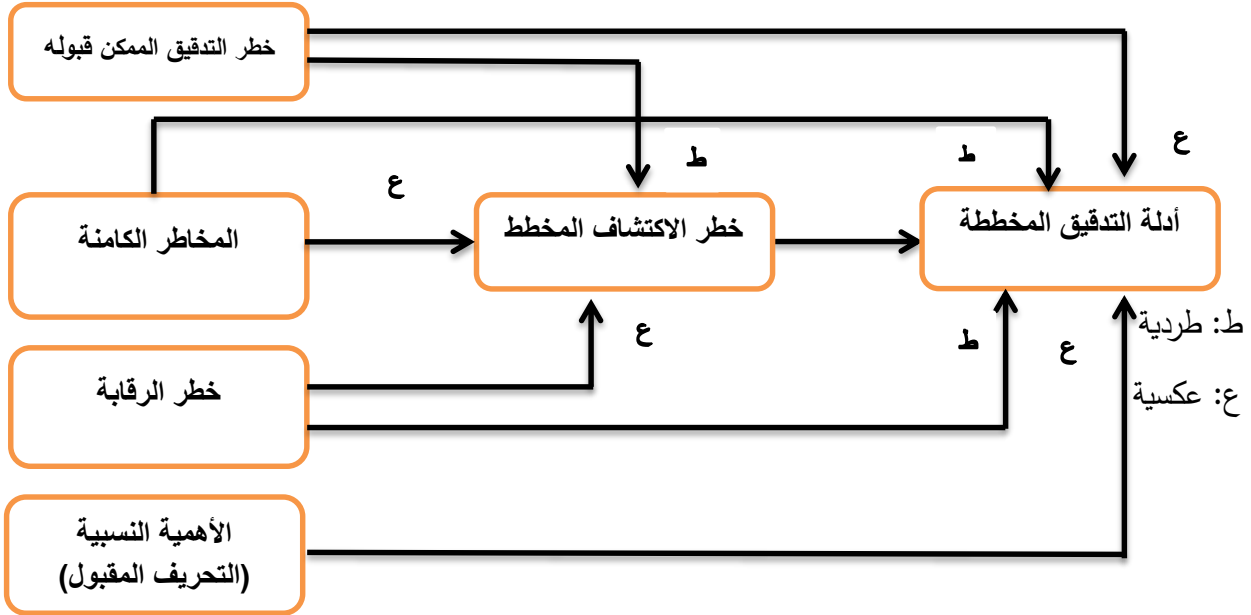 خطر التدقيق الممكن قبوله
ع
ط
ط
ع
المخاطر الكامنة
خطر الاكتشاف المخطط
أدلة التدقيق المخططة
ع
ط
ع
ط: طردية
ع: عكسية
خطر الرقابة
الأهمية النسبية
(التحريف المقبول)